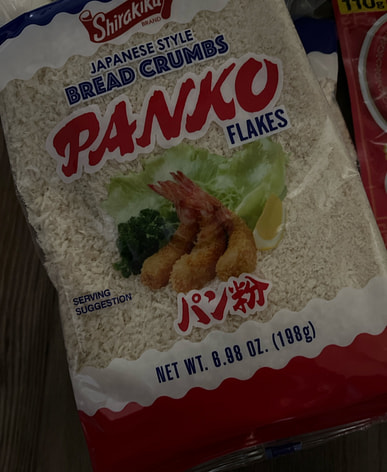 Shirakiku
BRAND
JAPANESE STYLE
BREAD CRUMBS
PANKO
FLAKES
SERVING
SUGGESTION
パン粉
NET WT. 6.98 OZ. (198g)
110g